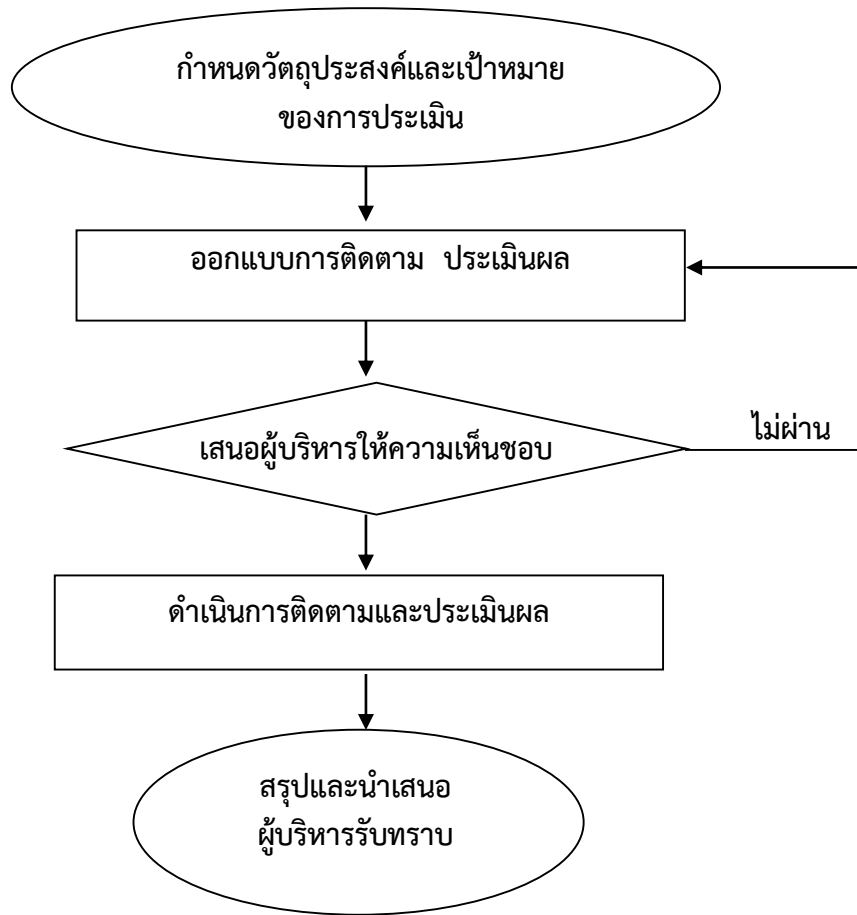 กำหนดวัตถุประสงค์และเป้าหมาย
ของการประเมิน
ออกแบบการติดตาม ประเมินผล
เสนอผู้บริหารให้ความเห็นชอบ
ไม่ผ่าน
ดำเนินการติดตามและประเมินผล
สรุปและนำเสนอ
ผู้บริหารรับทราบ